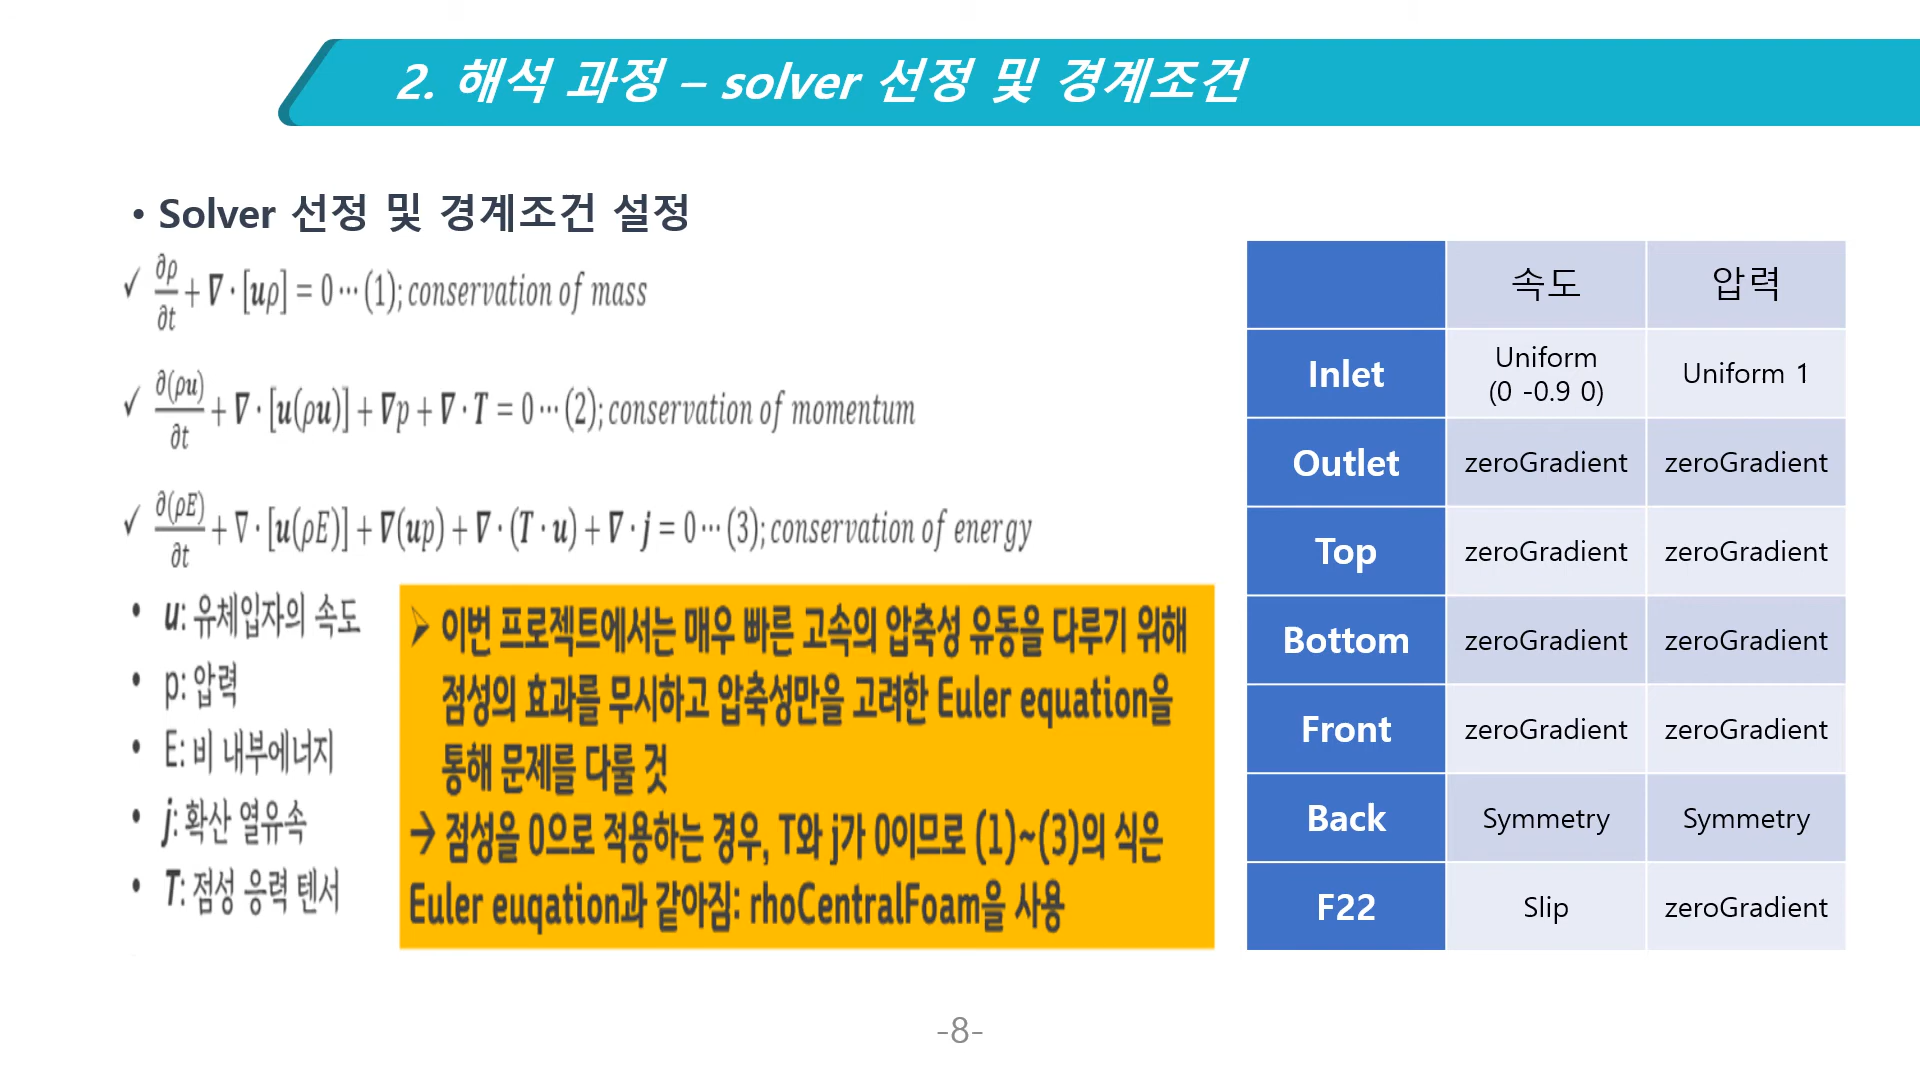 2. 해석 과정 – solver 선정 및 경계조건
• Solver 선정 및 경계조건 설정
✓ ∂ρ/∂t + ∇ · [uρ] = 0 ··· (1); conservation of mass
✓ ∂(ρu)/∂t + ∇ · [u(ρu)] + ∇p + ∇ · T = 0 ··· (2); conservation of momentum
✓ ∂(ρE)/∂t + ∇ · [u(ρE)] + ∇(up) + ∇ · (T · u) + ∇ · j = 0 ··· (3); conservation of energy
• u: 유체입자의 속도
• p: 압력
• E: 비 내부에너지
• j: 확산 열유속
• T: 점성 응력 텐서
➢ 이번 프로젝트에서는 매우 빠른 고속의 압축성 유동을 다루기 위해
점성의 효과를 무시하고 압축성만을 고려한 Euler equation을
통해 문제를 다룰 것
→ 점성을 0으로 적용하는 경우, T와 j가 0이므로 (1)~(3)의 식은
Euler euqation과 같아짐: rhoCentralFoam을 사용
속도 압력
Inlet Uniform (0 -0.9 0) Uniform 1
Outlet zeroGradient zeroGradient
Top zeroGradient zeroGradient
Bottom zeroGradient zeroGradient
Front zeroGradient zeroGradient
Back Symmetry Symmetry
F22 Slip zeroGradient
-8-